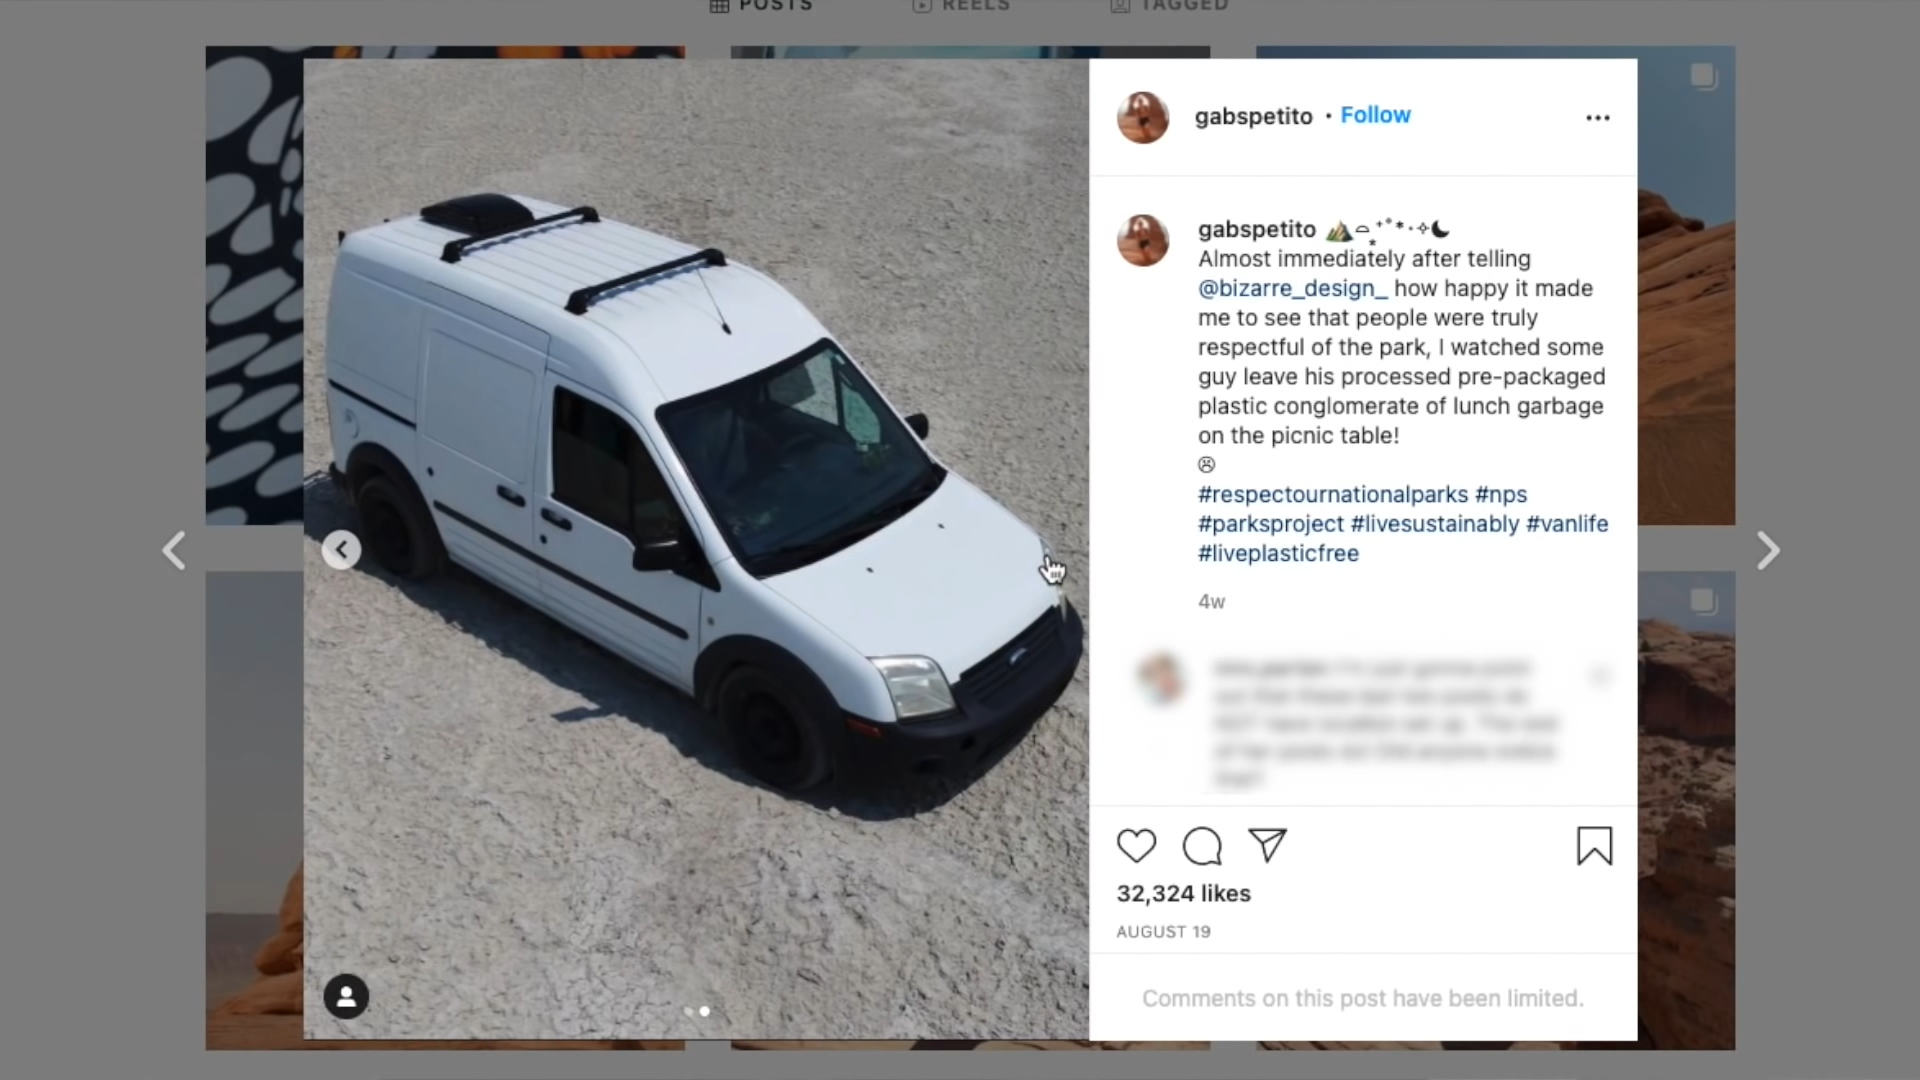 POSTS REELS TAGGED
gabspetito • Follow
gabspetito
Almost immediately after telling
@bizarre_design_ how happy it made
me to see that people were truly
respectful of the park, I watched some
guy leave his processed pre-packaged
plastic conglomerate of lunch garbage
on the picnic table!
☹
#respectournationalparks #nps
#parksproject #livesustainably #vanlife
#liveplasticfree
4w
32,324 likes
AUGUST 19
Comments on this post have been limited.